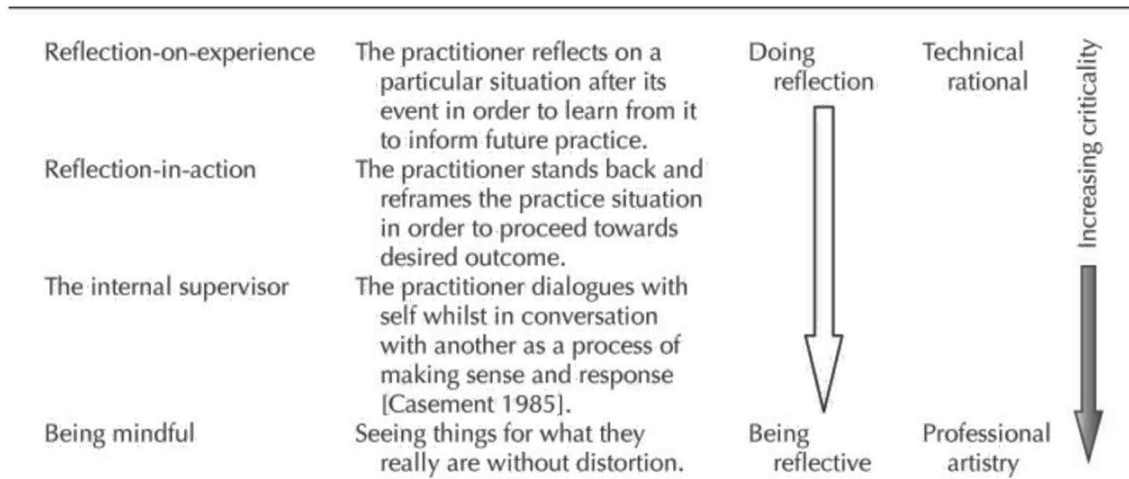 Reflection-on-experience
The practitioner reflects on a
particular situation after its
event in order to learn from it
to inform future practice.
Doing
reflection
Technical
rational
Increasing criticality
Reflection-in-action
The practitioner stands back and
reframes the practice situation
in order to proceed towards
desired outcome.
The internal supervisor
The practitioner dialogues with
self whilst in conversation
with another as a process of
making sense and response
[Casement 1985].
Being mindful
Seeing things for what they
really are without distortion.
Being
reflective
Professional
artistry